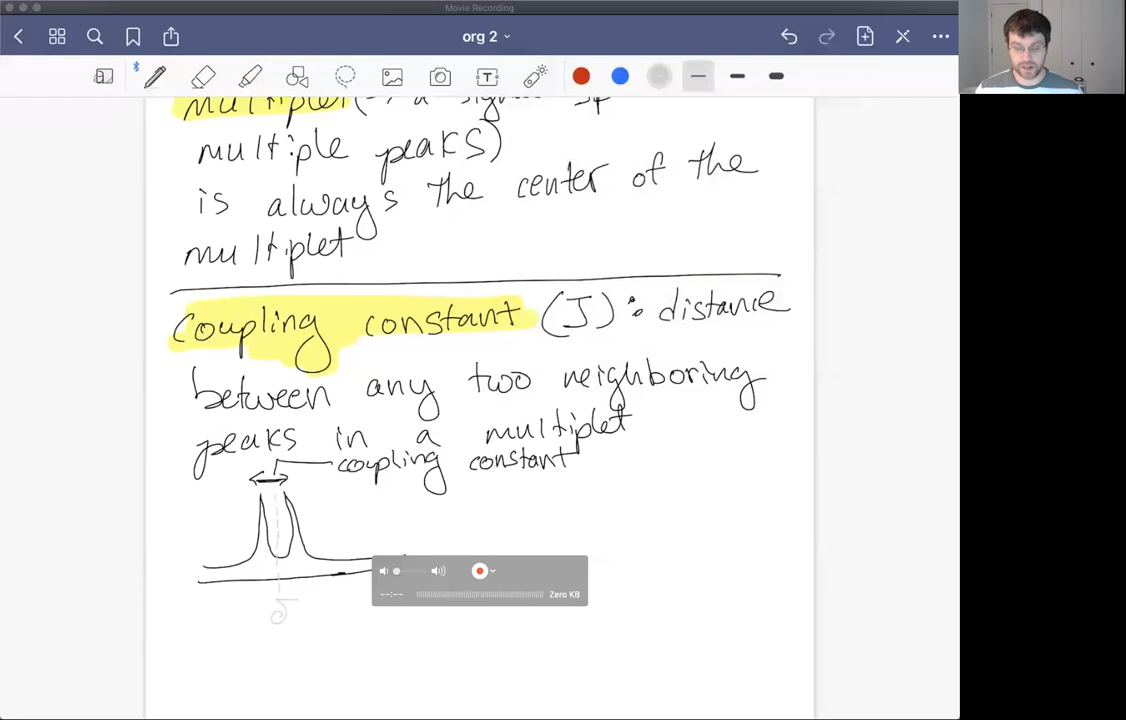 Movie Recording
org 2
multiplet
multiple peaks)
is always the center of the
multiplet
Coupling constant (J): distance
between any two neighboring
peaks in a multiplet
coupling constant
--:--
Zero KB
δ